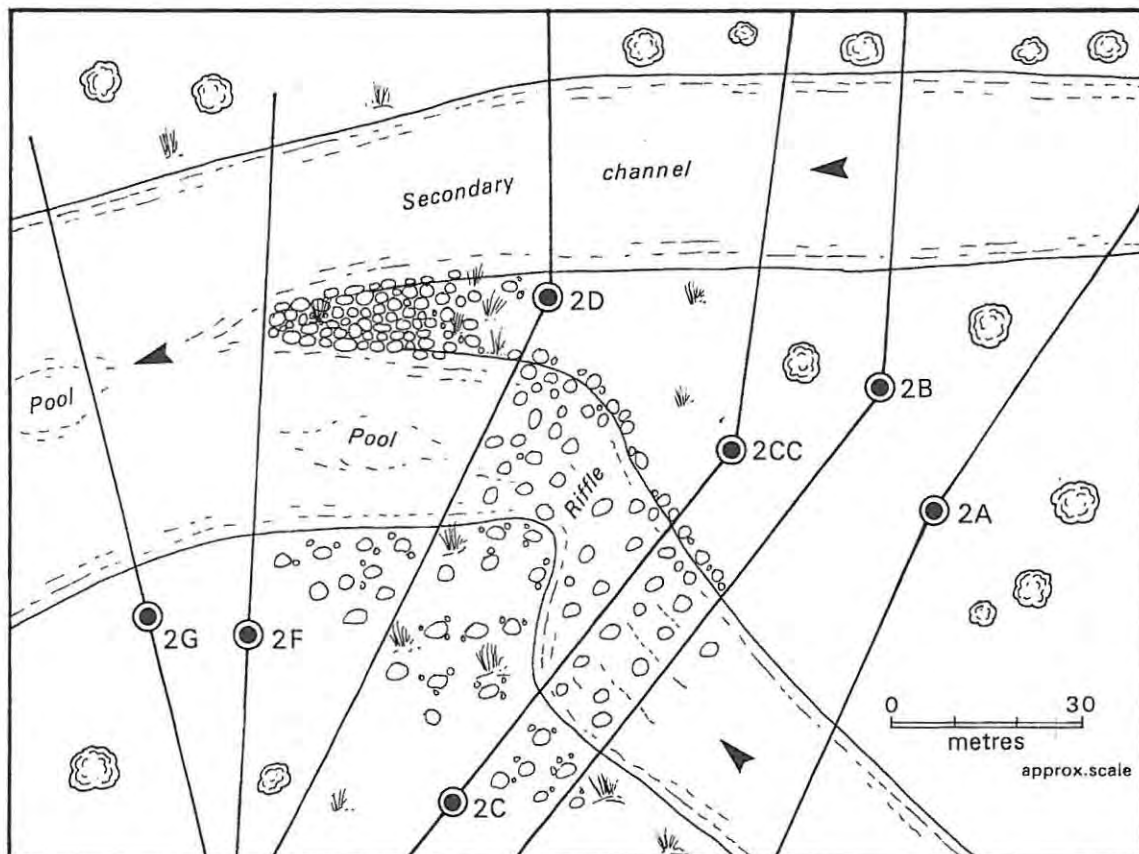 Secondary channel
2D
Pool
Pool
2B
2CC
Riffle
2A
2G
2F
0 30
metres
approx.scale
2C